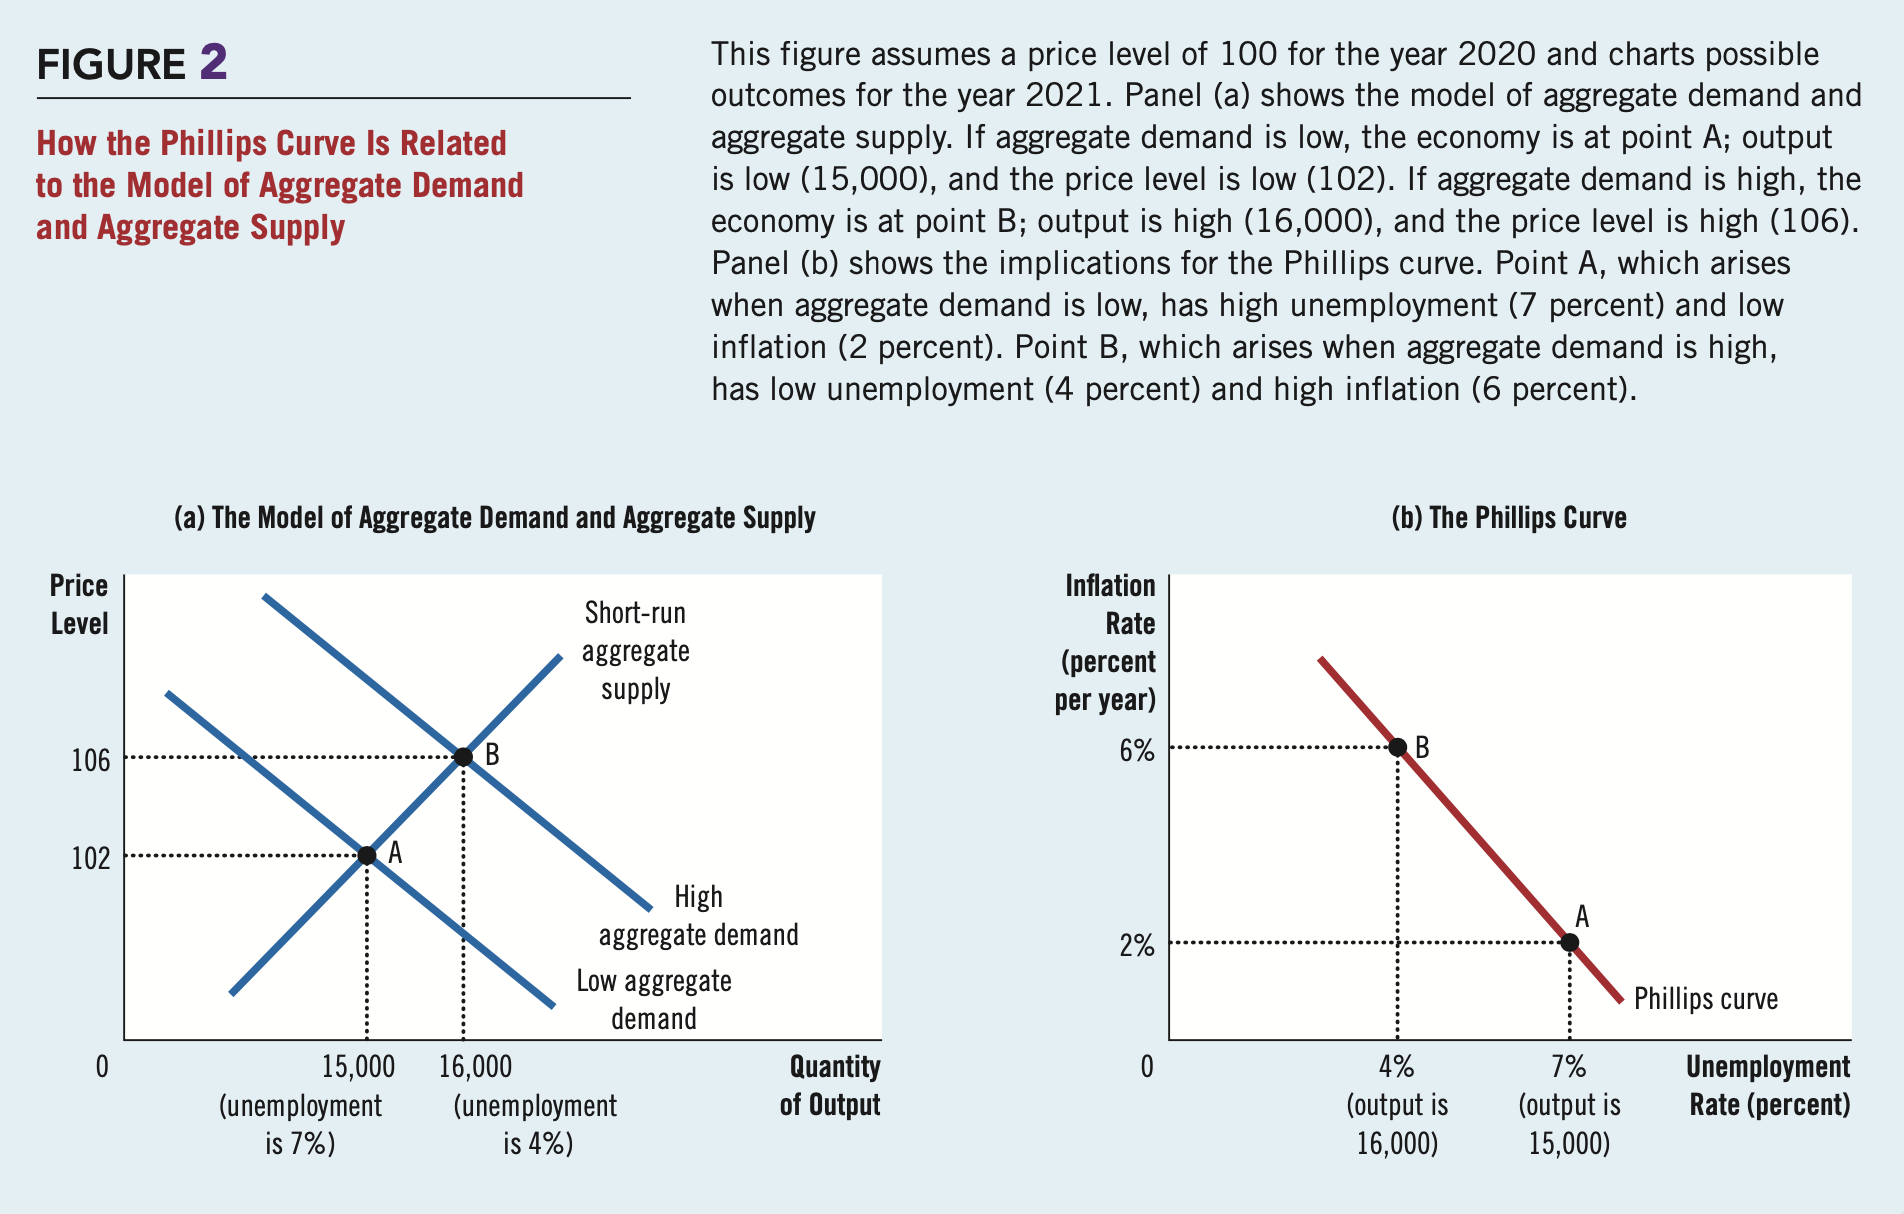 FIGURE 2
How the Phillips Curve Is Related
to the Model of Aggregate Demand
and Aggregate Supply
This figure assumes a price level of 100 for the year 2020 and charts possible
outcomes for the year 2021. Panel (a) shows the model of aggregate demand and
aggregate supply. If aggregate demand is low, the economy is at point A; output
is low (15,000), and the price level is low (102). If aggregate demand is high, the
economy is at point B; output is high (16,000), and the price level is high (106).
Panel (b) shows the implications for the Phillips curve. Point A, which arises
when aggregate demand is low, has high unemployment (7 percent) and low
inflation (2 percent). Point B, which arises when aggregate demand is high,
has low unemployment (4 percent) and high inflation (6 percent).
(a) The Model of Aggregate Demand and Aggregate Supply
Price
Level
Short-run
aggregate
supply
106
B
102
A
High
aggregate demand
Low aggregate
demand
0
15,000
16,000
Quantity
of Output
(unemployment
is 7%)
(unemployment
is 4%)
(b) The Phillips Curve
Inflation
Rate
(percent
per year)
6%
B
A
2%
Phillips curve
0
4%
(output is
16,000)
7%
(output is
15,000)
Unemployment
Rate (percent)